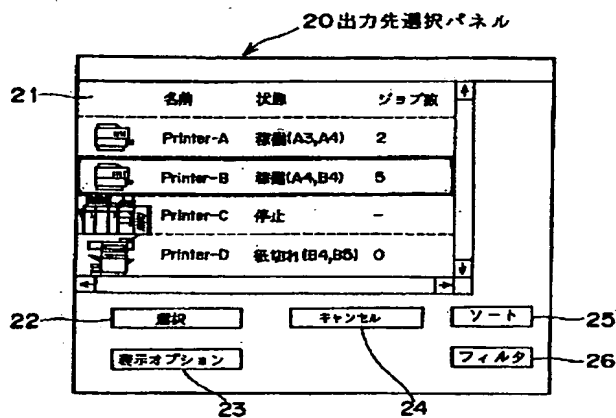 20出力先選択パネル
21
名前 状態 ジョブ数
Printer-A 稼働(A3,A4) 2
Printer-B 稼働(A4,B4) 5
Printer-C 停止 -
Printer-D 紙切れ(B4,B5) 0
22 選択 キャンセル ソート 25
表示オプション フィルタ 26
23 24